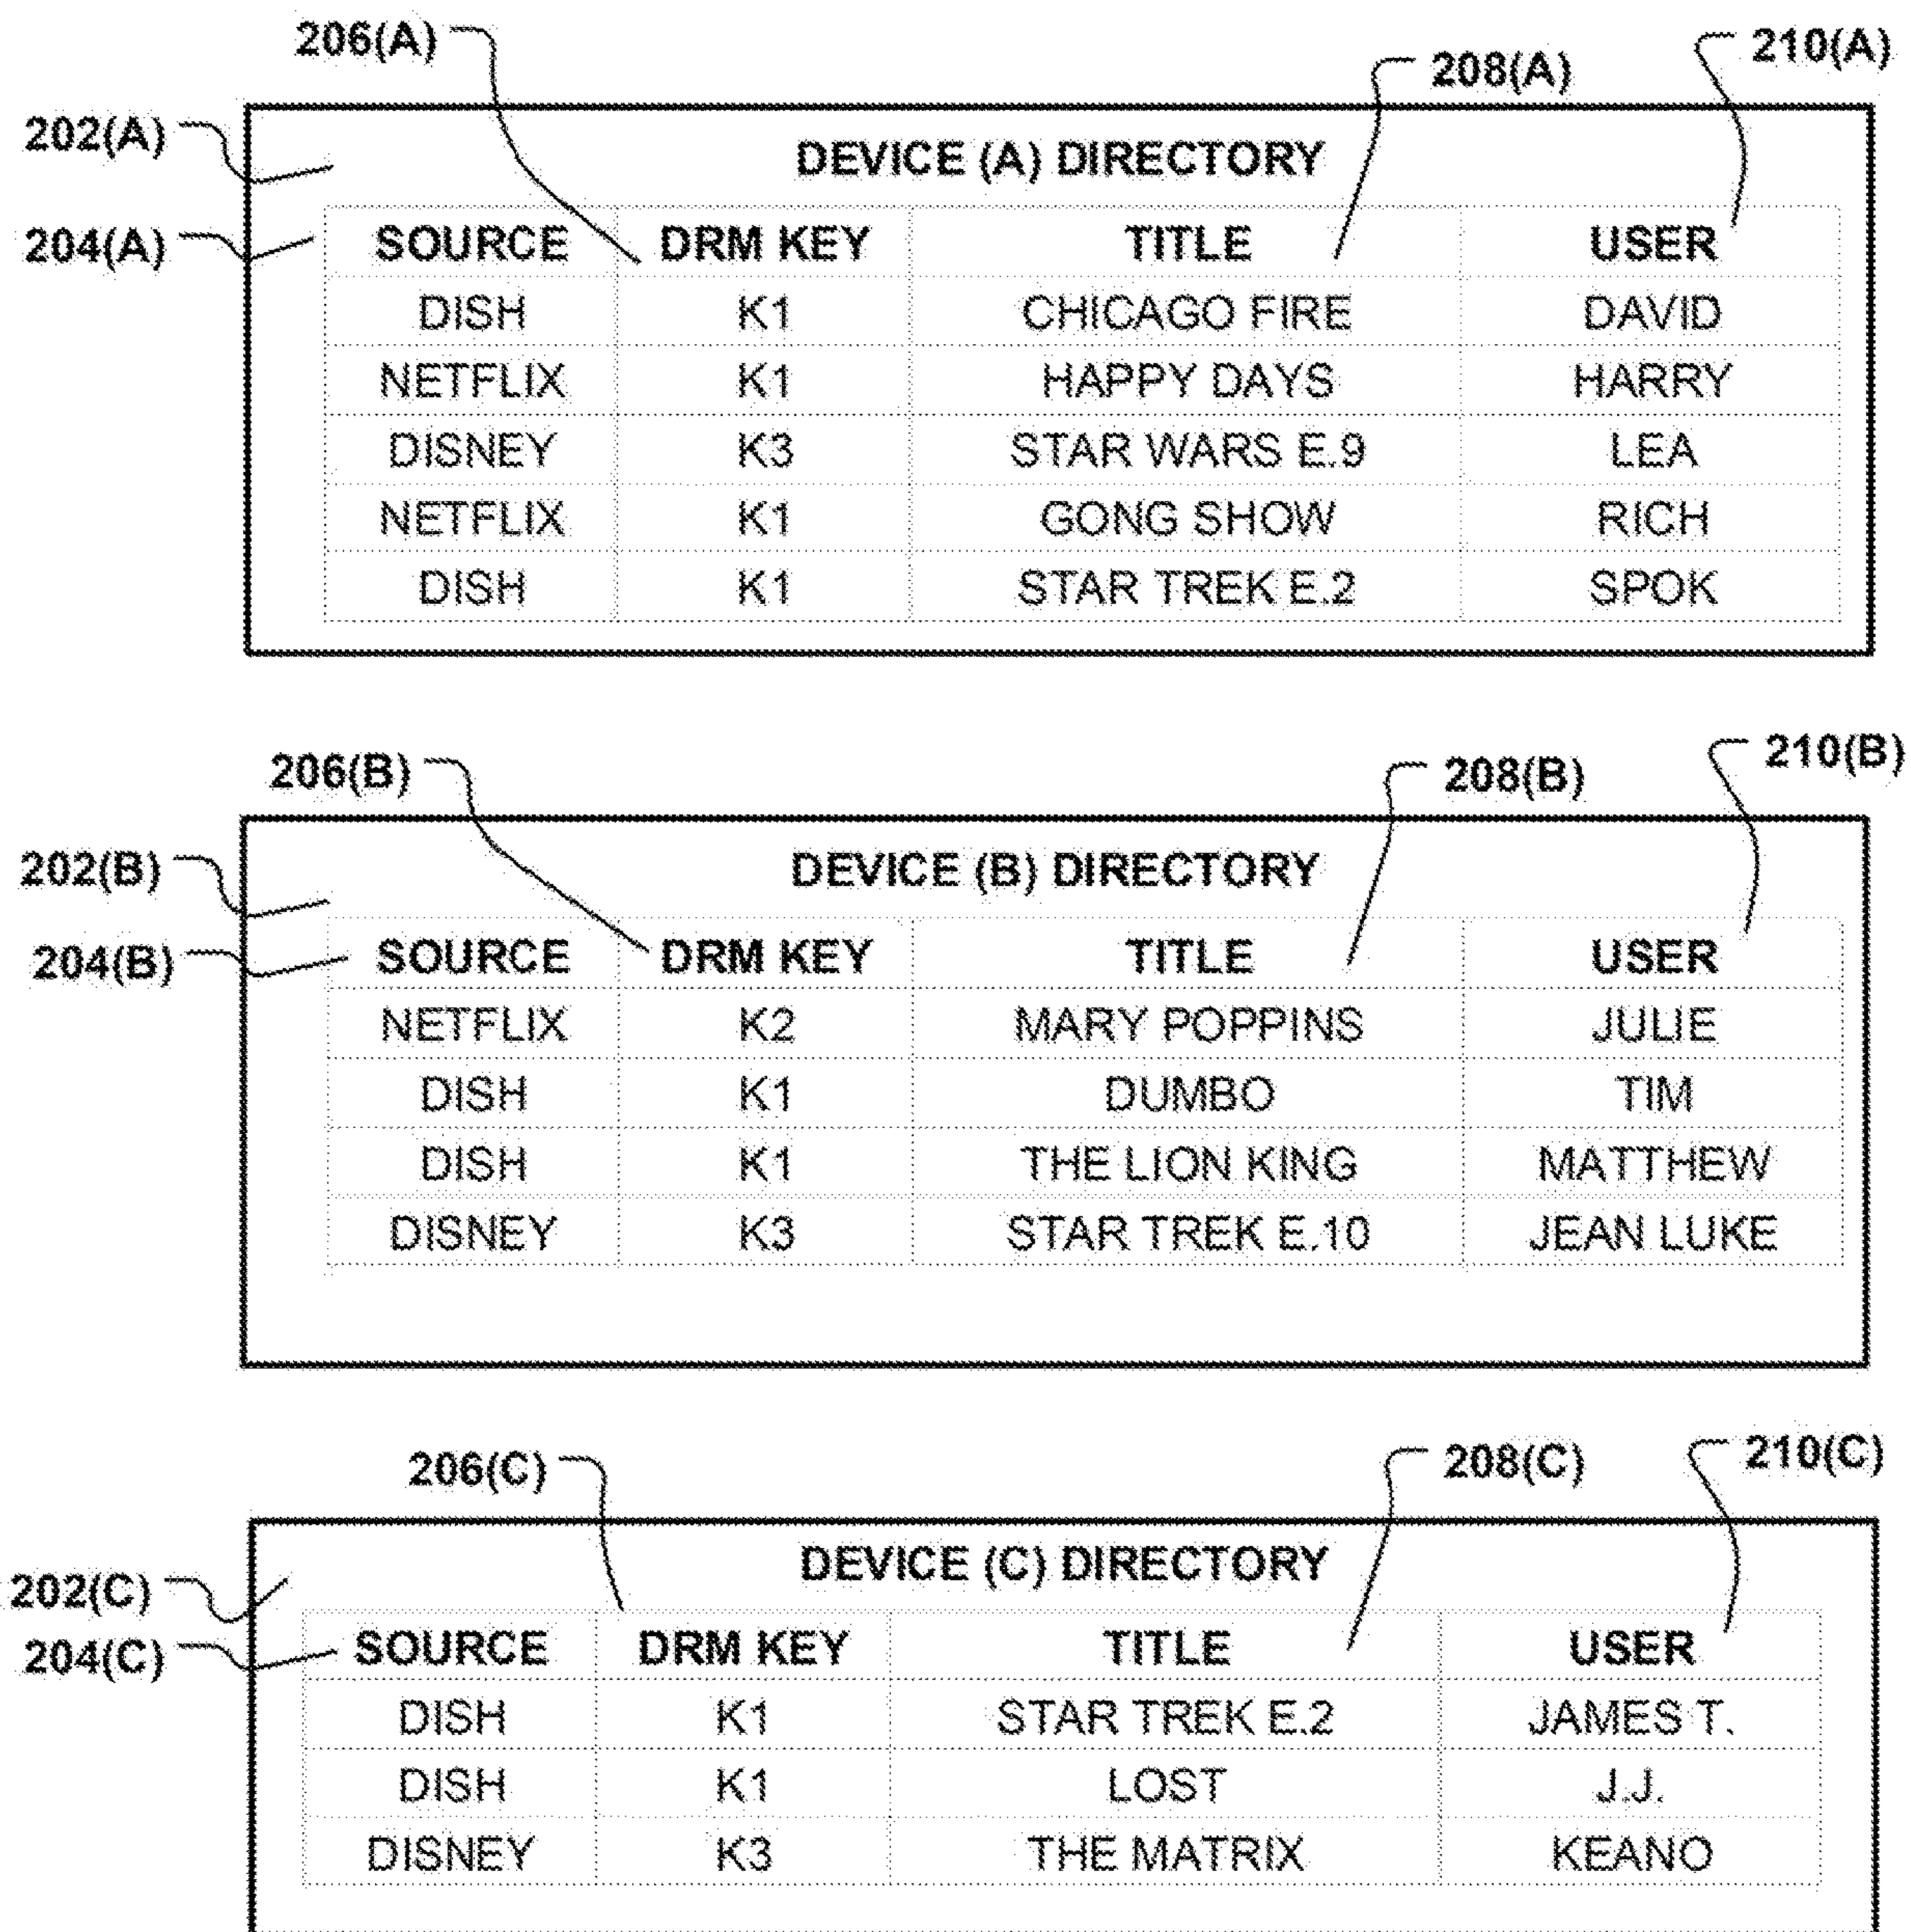 206(A) 208(A) 210(A)
202(A) DEVICE (A) DIRECTORY
204(A) SOURCE DRM KEY TITLE USER
DISH K1 CHICAGO FIRE DAVID
NETFLIX K1 HAPPY DAYS HARRY
DISNEY K3 STAR WARS E.9 LEA
NETFLIX K1 GONG SHOW RICH
DISH K1 STAR TREK E.2 SPOK
206(B) 208(B) 210(B)
202(B) DEVICE (B) DIRECTORY
204(B) SOURCE DRM KEY TITLE USER
NETFLIX K2 MARY POPPINS JULIE
DISH K1 DUMBO TIM
DISH K1 THE LION KING MATTHEW
DISNEY K3 STAR TREK E.10 JEAN LUKE
206(C) 208(C) 210(C)
202(C) DEVICE (C) DIRECTORY
204(C) SOURCE DRM KEY TITLE USER
DISH K1 STAR TREK E.2 JAMES T.
DISH K1 LOST J.J.
DISNEY K3 THE MATRIX KEANO